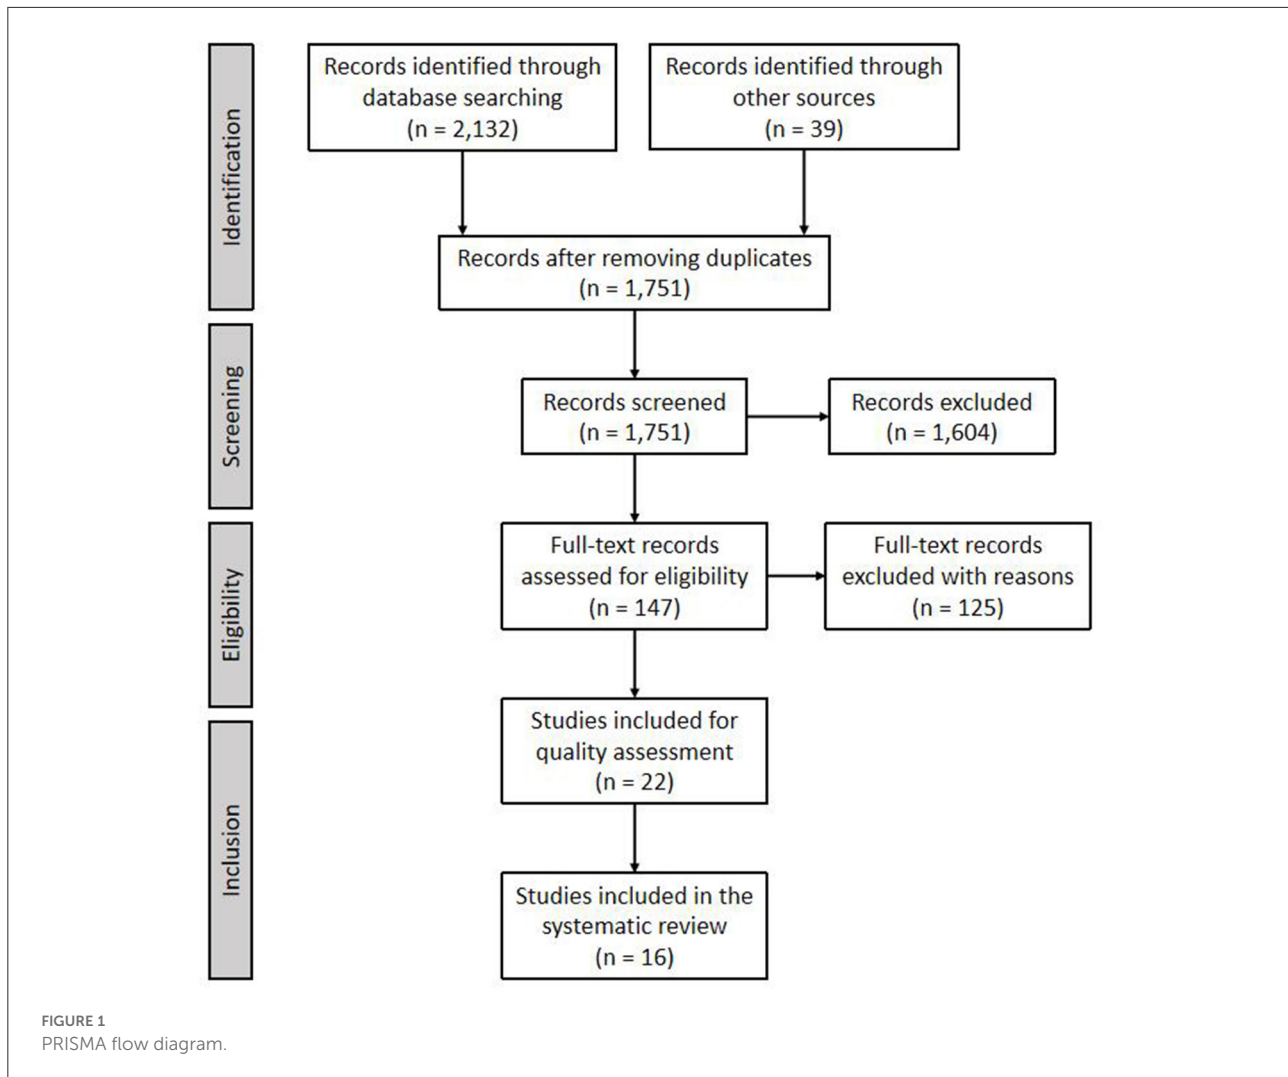 Identification
Records identified through
database searching
(n = 2,132)
Records identified through
other sources
(n = 39)
Records after removing duplicates
(n = 1,751)
Screening
Records screened
(n = 1,751)
Records excluded
(n = 1,604)
Eligibility
Full-text records
assessed for eligibility
(n = 147)
Full-text records
excluded with reasons
(n = 125)
Inclusion
Studies included for
quality assessment
(n = 22)
Studies included in the
systematic review
(n = 16)
FIGURE 1
PRISMA flow diagram.